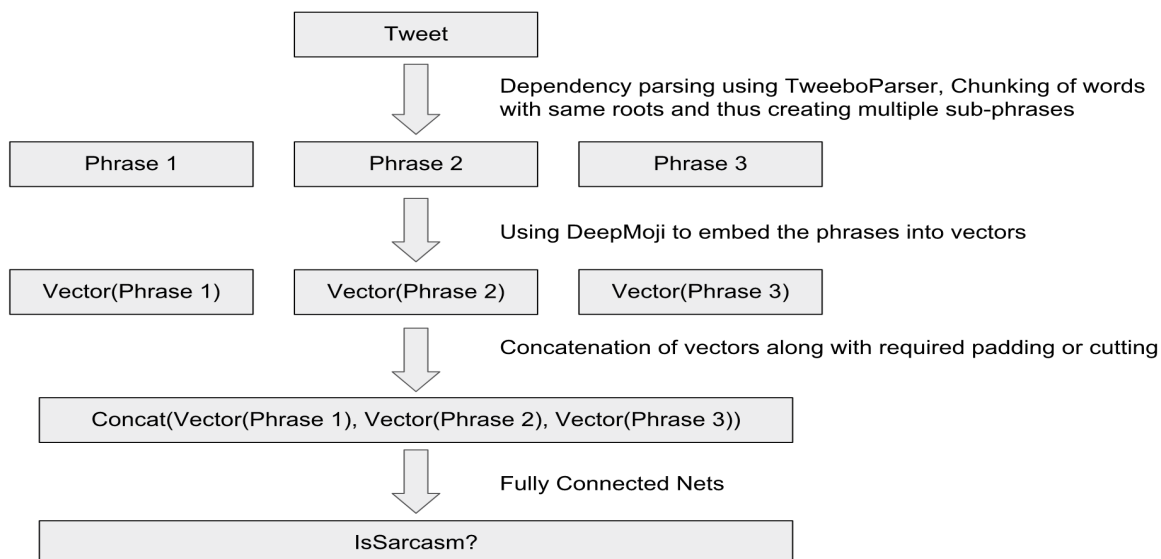 Tweet
Dependency parsing using TweeboParser, Chunking of words
with same roots and thus creating multiple sub-phrases
Phrase 1
Phrase 2
Phrase 3
Using DeepMoji to embed the phrases into vectors
Vector(Phrase 1)
Vector(Phrase 2)
Vector(Phrase 3)
Concatenation of vectors along with required padding or cutting
Concat(Vector(Phrase 1), Vector(Phrase 2), Vector(Phrase 3))
Fully Connected Nets
IsSarcasm?